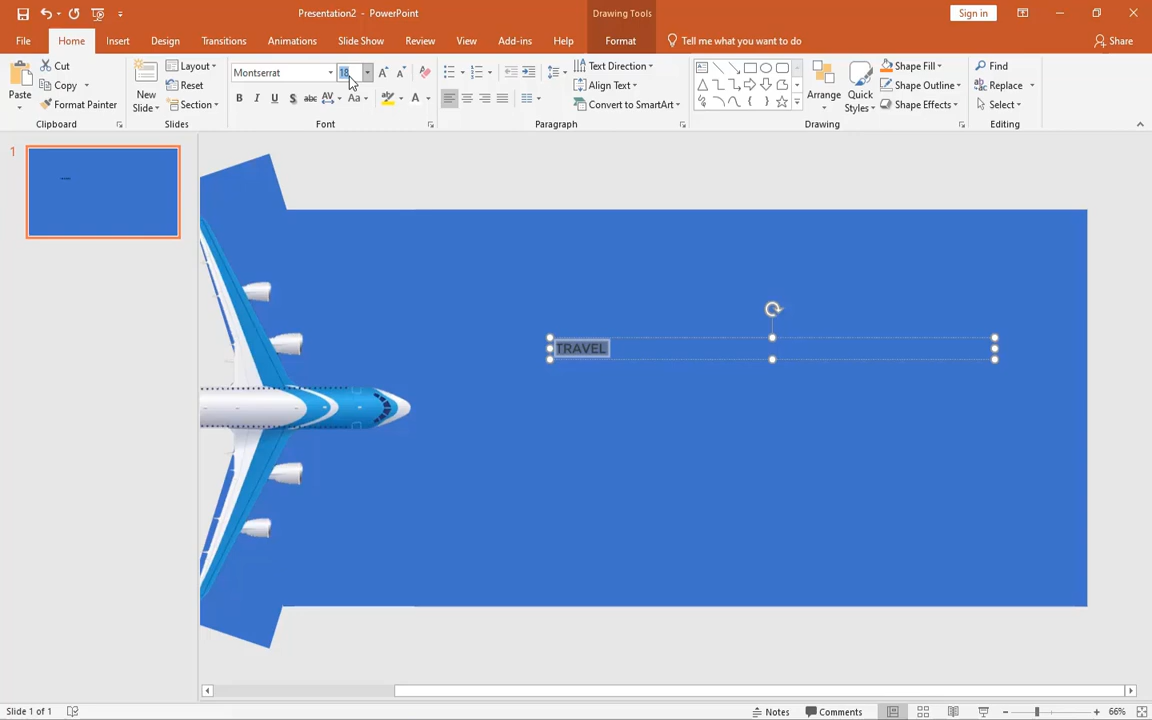 Presentation2 - PowerPoint
Drawing Tools
Sign in
File Home Insert Design Transitions Animations Slide Show Review View Add-ins Help Format Tell me what you want to do Share
Paste
Cut
Copy
Format Painter
Clipboard
New Slide
Layout
Reset
Section
Slides
Montserrat 18
B I U S abc AV Aa A
Font
Text Direction
Align Text
Convert to SmartArt
Paragraph
Arrange
Quick Styles
Shape Fill
Shape Outline
Shape Effects
Drawing
Find
Replace
Select
Editing
1
TRAVEL
Slide 1 of 1 Notes Comments 66%